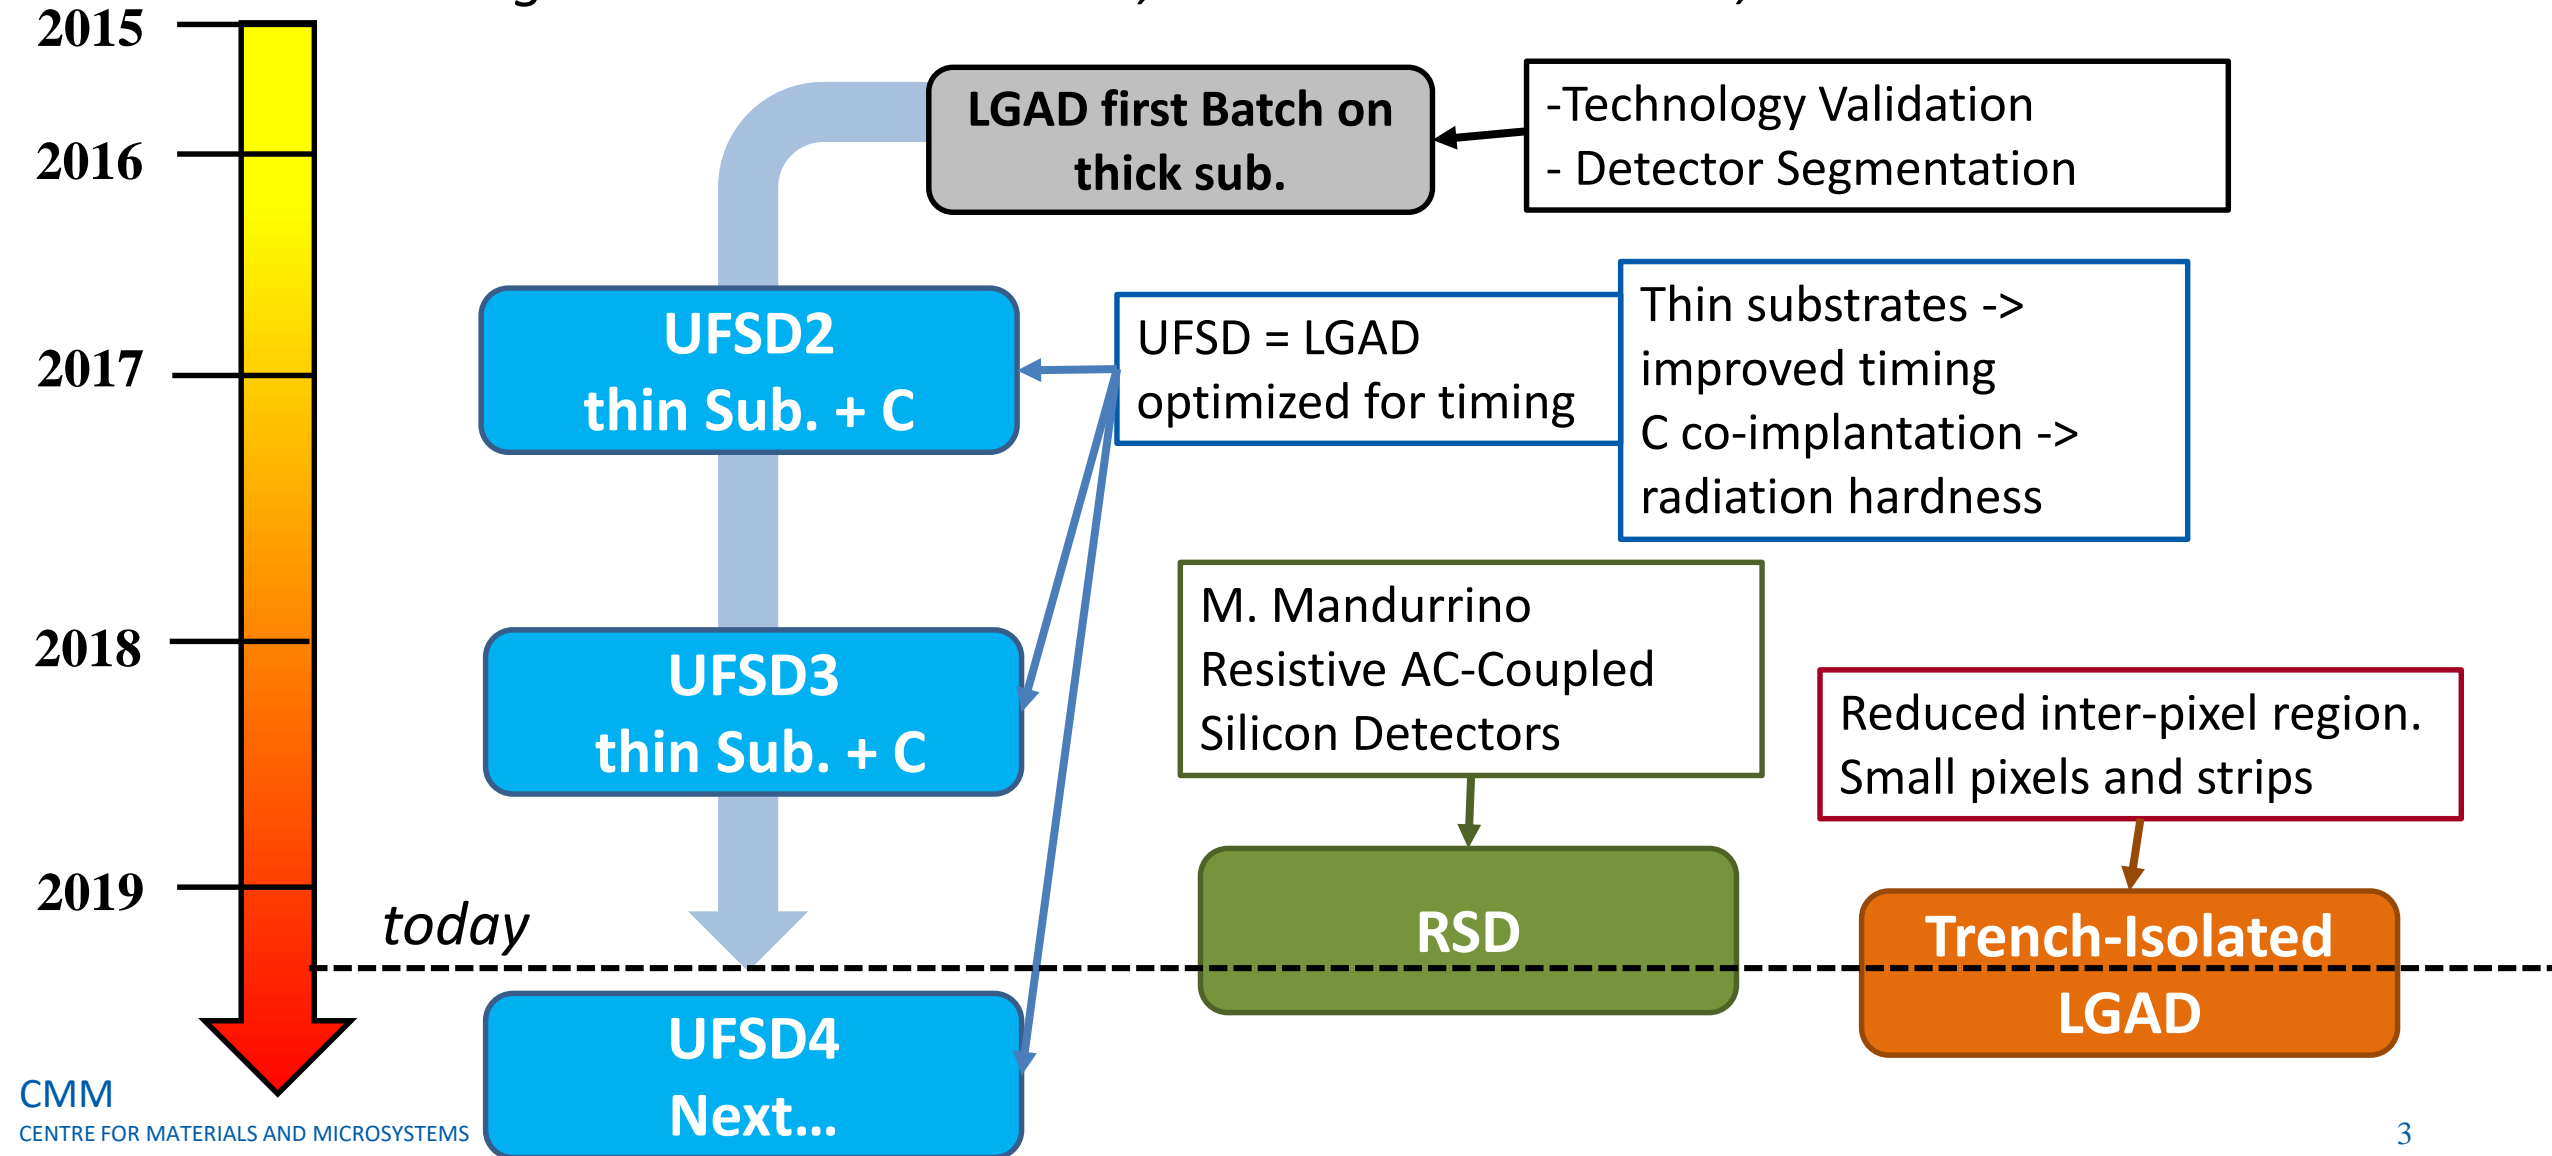 2015
2016
2017
2018
2019
LGAD first Batch on
thick sub.
-Technology Validation
- Detector Segmentation
UFSD2
thin Sub. + C
UFSD = LGAD
optimized for timing
Thin substrates ->
improved timing
C co-implantation ->
radiation hardness
UFSD3
thin Sub. + C
M. Mandurrino
Resistive AC-Coupled
Silicon Detectors
Reduced inter-pixel region.
Small pixels and strips
today
RSD
Trench-Isolated
LGAD
UFSD4
Next...
CMM
CENTRE FOR MATERIALS AND MICROSYSTEMS
3